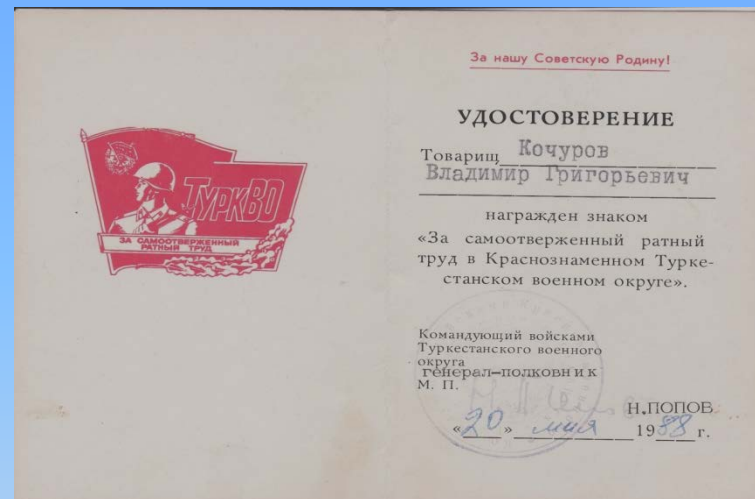 ТУРКВО
ЗА САМООТВЕРЖЕННЫЙ
РАТНЫЙ ТРУД
За нашу Советскую Родину!
УДОСТОВЕРЕНИЕ
Товарищ Кочуров
Владимир Григорьевич
награжден знаком
«За самоотверженный ратный
труд в Краснознаменном Турке-
станском военном округе».
Командующий войсками
Туркестанского военного
округа
генерал-полковник
М. П.
Н.ПОПОВ
«20» мая 1988 г.